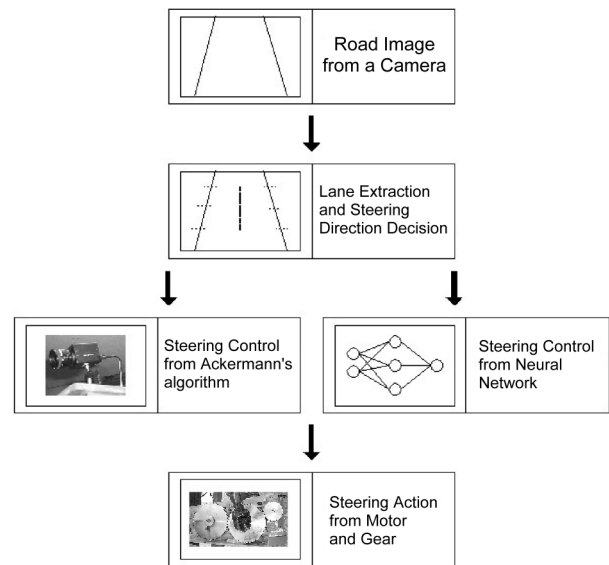 Road Image
from a Camera
Lane Extraction
and Steering
Direction Decision
Steering Control
from Ackermann's
algorithm
Steering Control
from Neural
Network
Steering Action
from Motor
and Gear